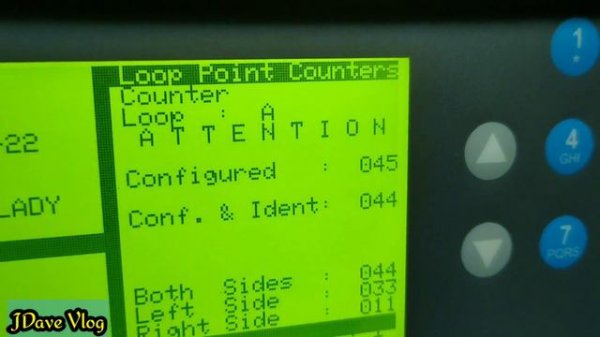 Loop Point Counters
Counter
Loop : A
A T T E N T I O N
-22
Configured : 045
LADY
Conf. & Ident: 044
Both Sides : 044
Left Side : 033
Right Side : 011
1
*
4
GHI
7
PQRS
JDave Vlog